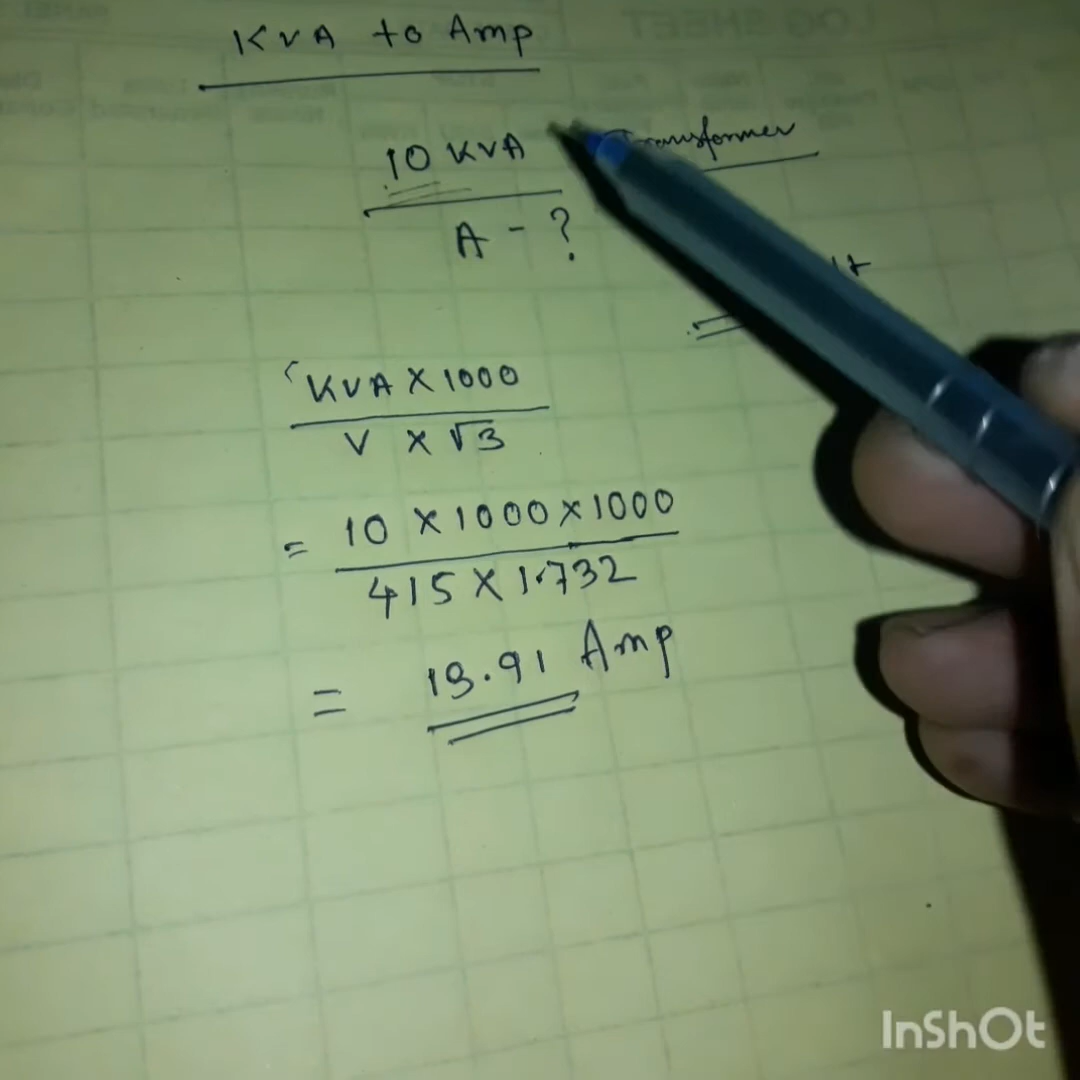 KVA to Amp
10 KVA Transformer
A - ?
KVA X 1000
V X √3
= 10 X 1000 X 1000
415 X 1.732
= 13.91 Amp
InShOt